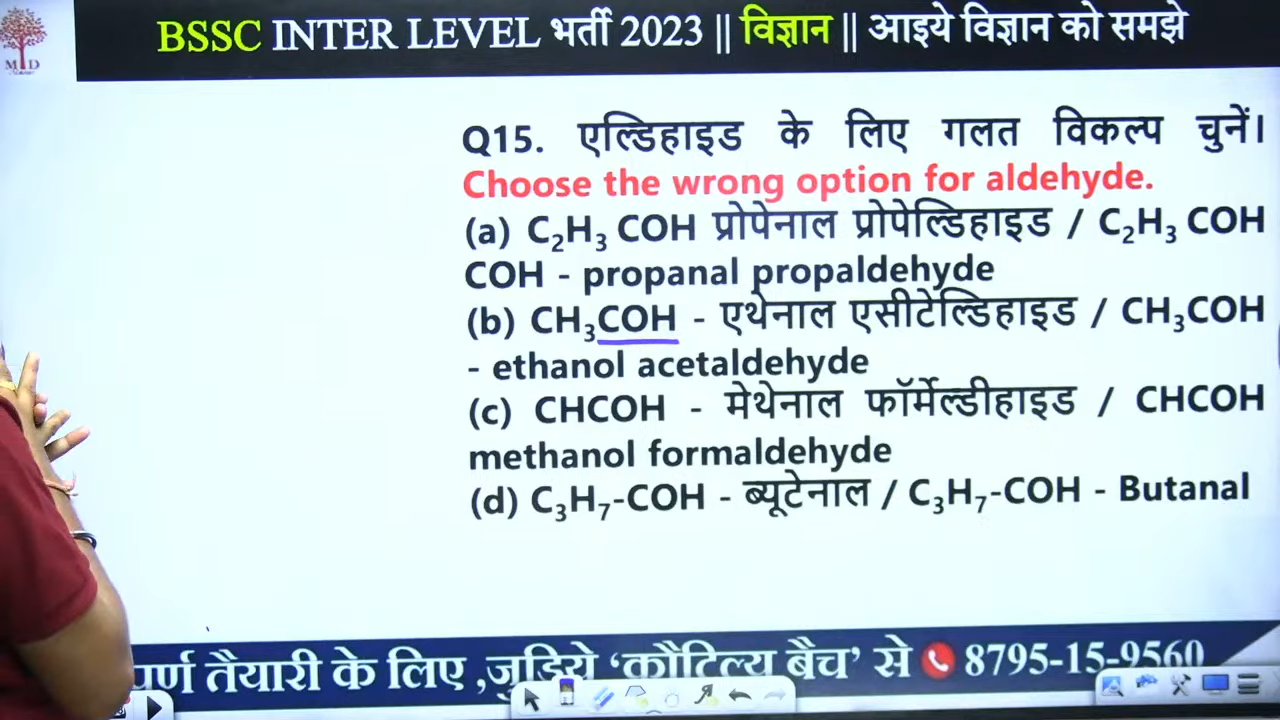 BSSC INTER LEVEL भर्ती 2023 || विज्ञान || आइये विज्ञान को समझे
M D
Q15. एल्डिहाइड के लिए गलत विकल्प चुनें।
Choose the wrong option for aldehyde.
(a) C₂H₃ COH प्रोपेनाल प्रोपेल्डिहाइड / C₂H₃ COH
COH - propanal propaldehyde
(b) CH₃COH - एथेनाल एसीटेल्डिहाइड / CH₃COH
- ethanol acetaldehyde
(c) CHCOH - मेथेनाल फॉर्मेल्डीहाइड / CHCOH
methanol formaldehyde
(d) C₃H₇-COH - ब्यूटेनाल / C₃H₇-COH - Butanal
तैयारी के लिए ,जुड़िये ‘कौटिल्य बैच’ से 8795-15-9560